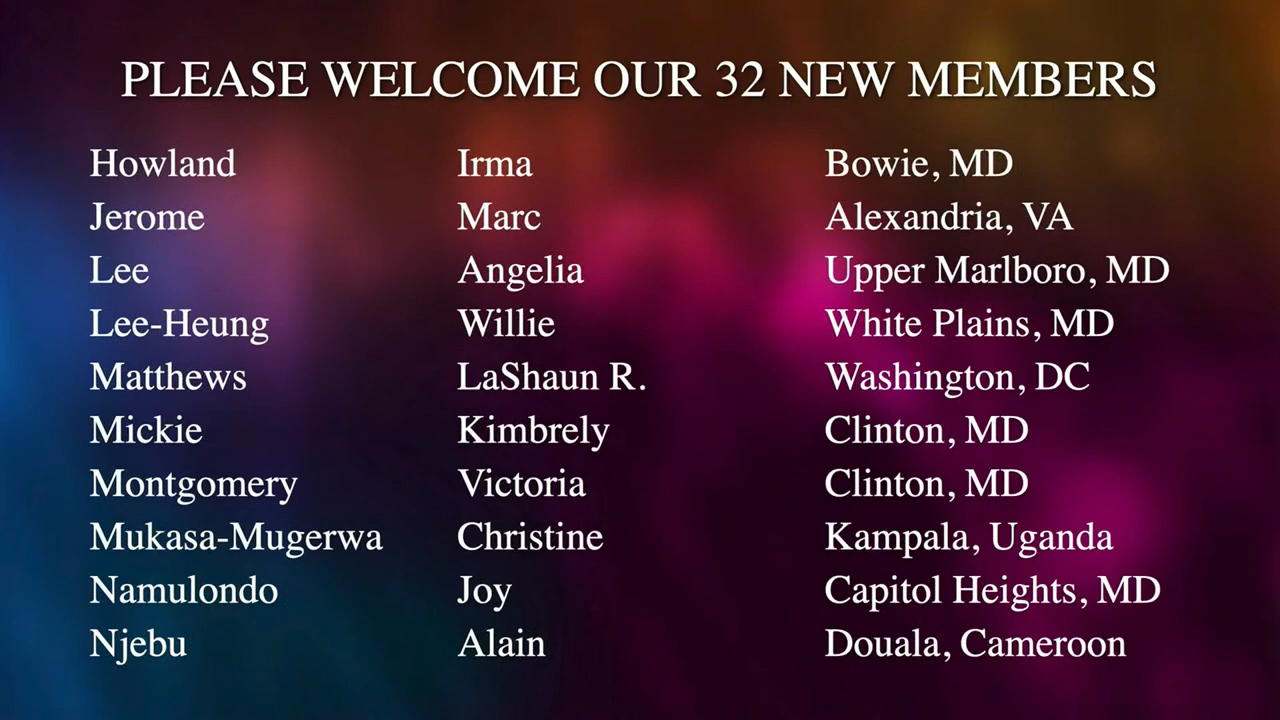 PLEASE WELCOME OUR 32 NEW MEMBERS
Howland Irma Bowie, MD
Jerome Marc Alexandria, VA
Lee Angelia Upper Marlboro, MD
Lee-Heung Willie White Plains, MD
Matthews LaShaun R. Washington, DC
Mickie Kimbrely Clinton, MD
Montgomery Victoria Clinton, MD
Mukasa-Mugerwa Christine Kampala, Uganda
Namulondo Joy Capitol Heights, MD
Njebu Alain Douala, Cameroon